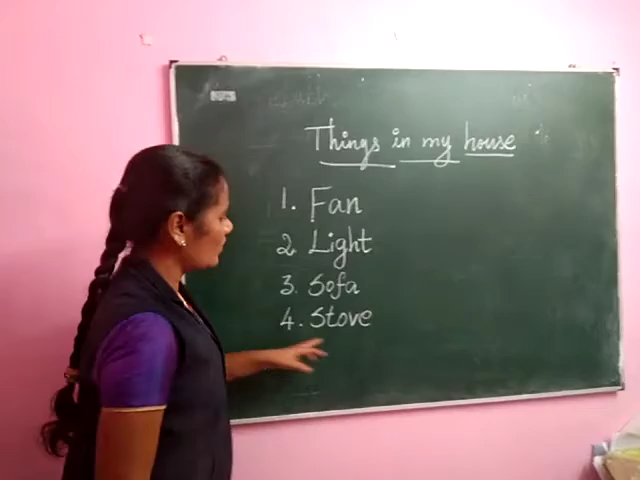 Things in my house
1. Fan
2. Light
3. Sofa
4. Stove